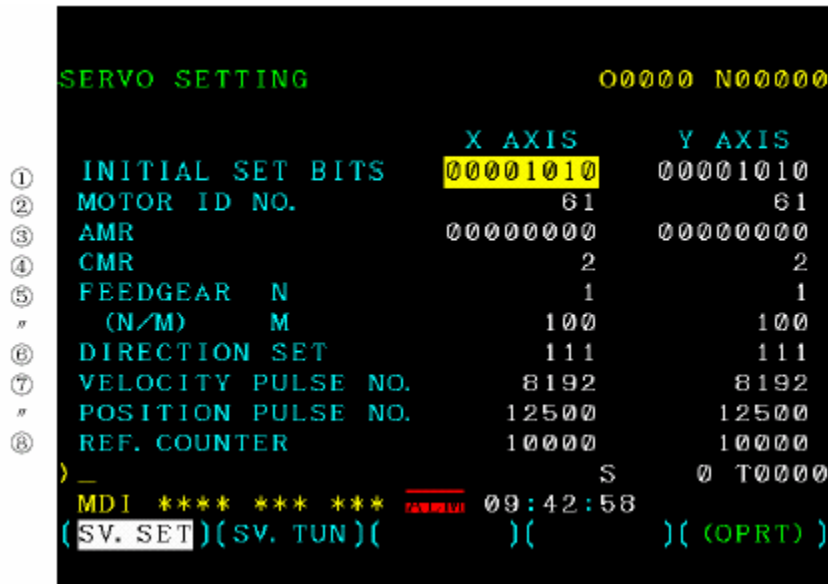 SERVO SETTING O0000 N00000
X AXIS Y AXIS
① INITIAL SET BITS 00001010 00001010
② MOTOR ID NO. 61 61
③ AMR 00000000 00000000
④ CMR 2 2
⑤ FEEDGEAR N 1 1
〃 (N/M) M 100 100
⑥ DIRECTION SET 111 111
⑦ VELOCITY PULSE NO. 8192 8192
〃 POSITION PULSE NO. 12500 12500
⑧ REF. COUNTER 10000 10000
)_ S 0 T0000
MDI **** *** *** ALM 09:42:58
(SV. SET)(SV. TUN)( )( )((OPRT))